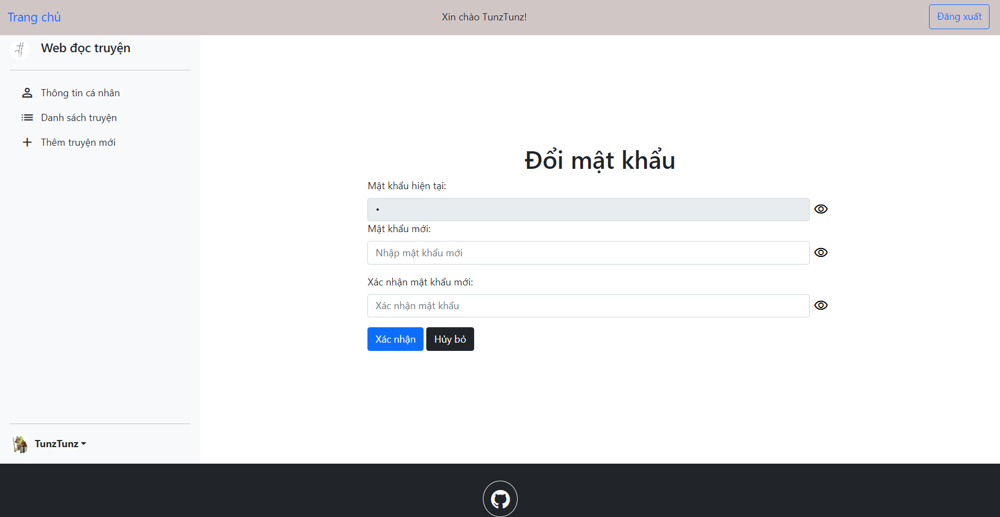 Trang chủ
Xin chào TunzTunz!
Đăng xuất
Web đọc truyện
Thông tin cá nhân
Danh sách truyện
Thêm truyện mới
Đổi mật khẩu
Mật khẩu hiện tại:
•
Mật khẩu mới:
Nhập mật khẩu mới
Xác nhận mật khẩu mới:
Xác nhận mật khẩu
Xác nhận
Hủy bỏ
TunzTunz